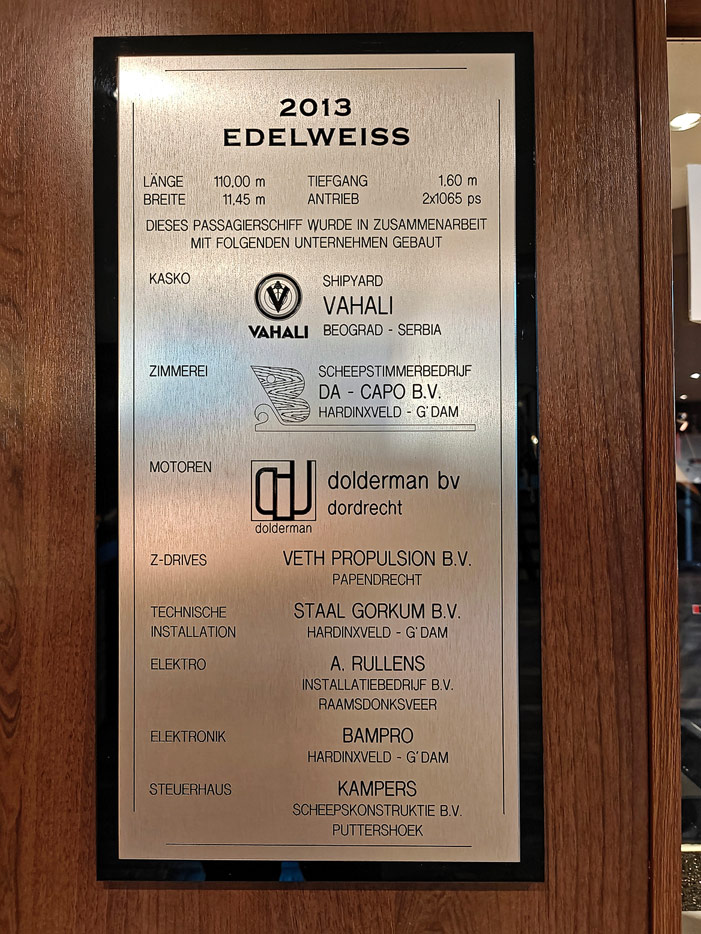 2013
EDELWEISS
LÄNGE 110.00 m TIEFGANG 1.60 m
BREITE 11,45 m ANTRIEB 2x1065 ps
DIESES PASSAGIERSCHIFF WURDE IN ZUSAMMENARBEIT
MIT FOLGENDEN UNTERNEHMEN GEBAUT
KASKO SHIPYARD
VAHALI
VAHALI BEOGRAD - SERBIA
ZIMMEREI SCHEEPSTIMMERBEDRIJF
DA - CAPO B.V.
HARDINXVELD - G'DAM
MOTOREN
dolderman bv
dordrecht
dolderman
Z-DRIVES VETH PROPULSION B.V.
PAPENDRECHT
TECHNISCHE STAAL GORKUM B.V.
INSTALLATION HARDINXVELD - G'DAM
ELEKTRO A. RULLENS
INSTALLATIEBEDRIJF B.V.
RAAMSDONKSVEER
ELEKTRONIK BAMPRO
HARDINXVELD - G'DAM
STEUERHAUS KAMPERS
SCHEEPSKONSTRUKTIE B.V.
PUTTERSHOEK